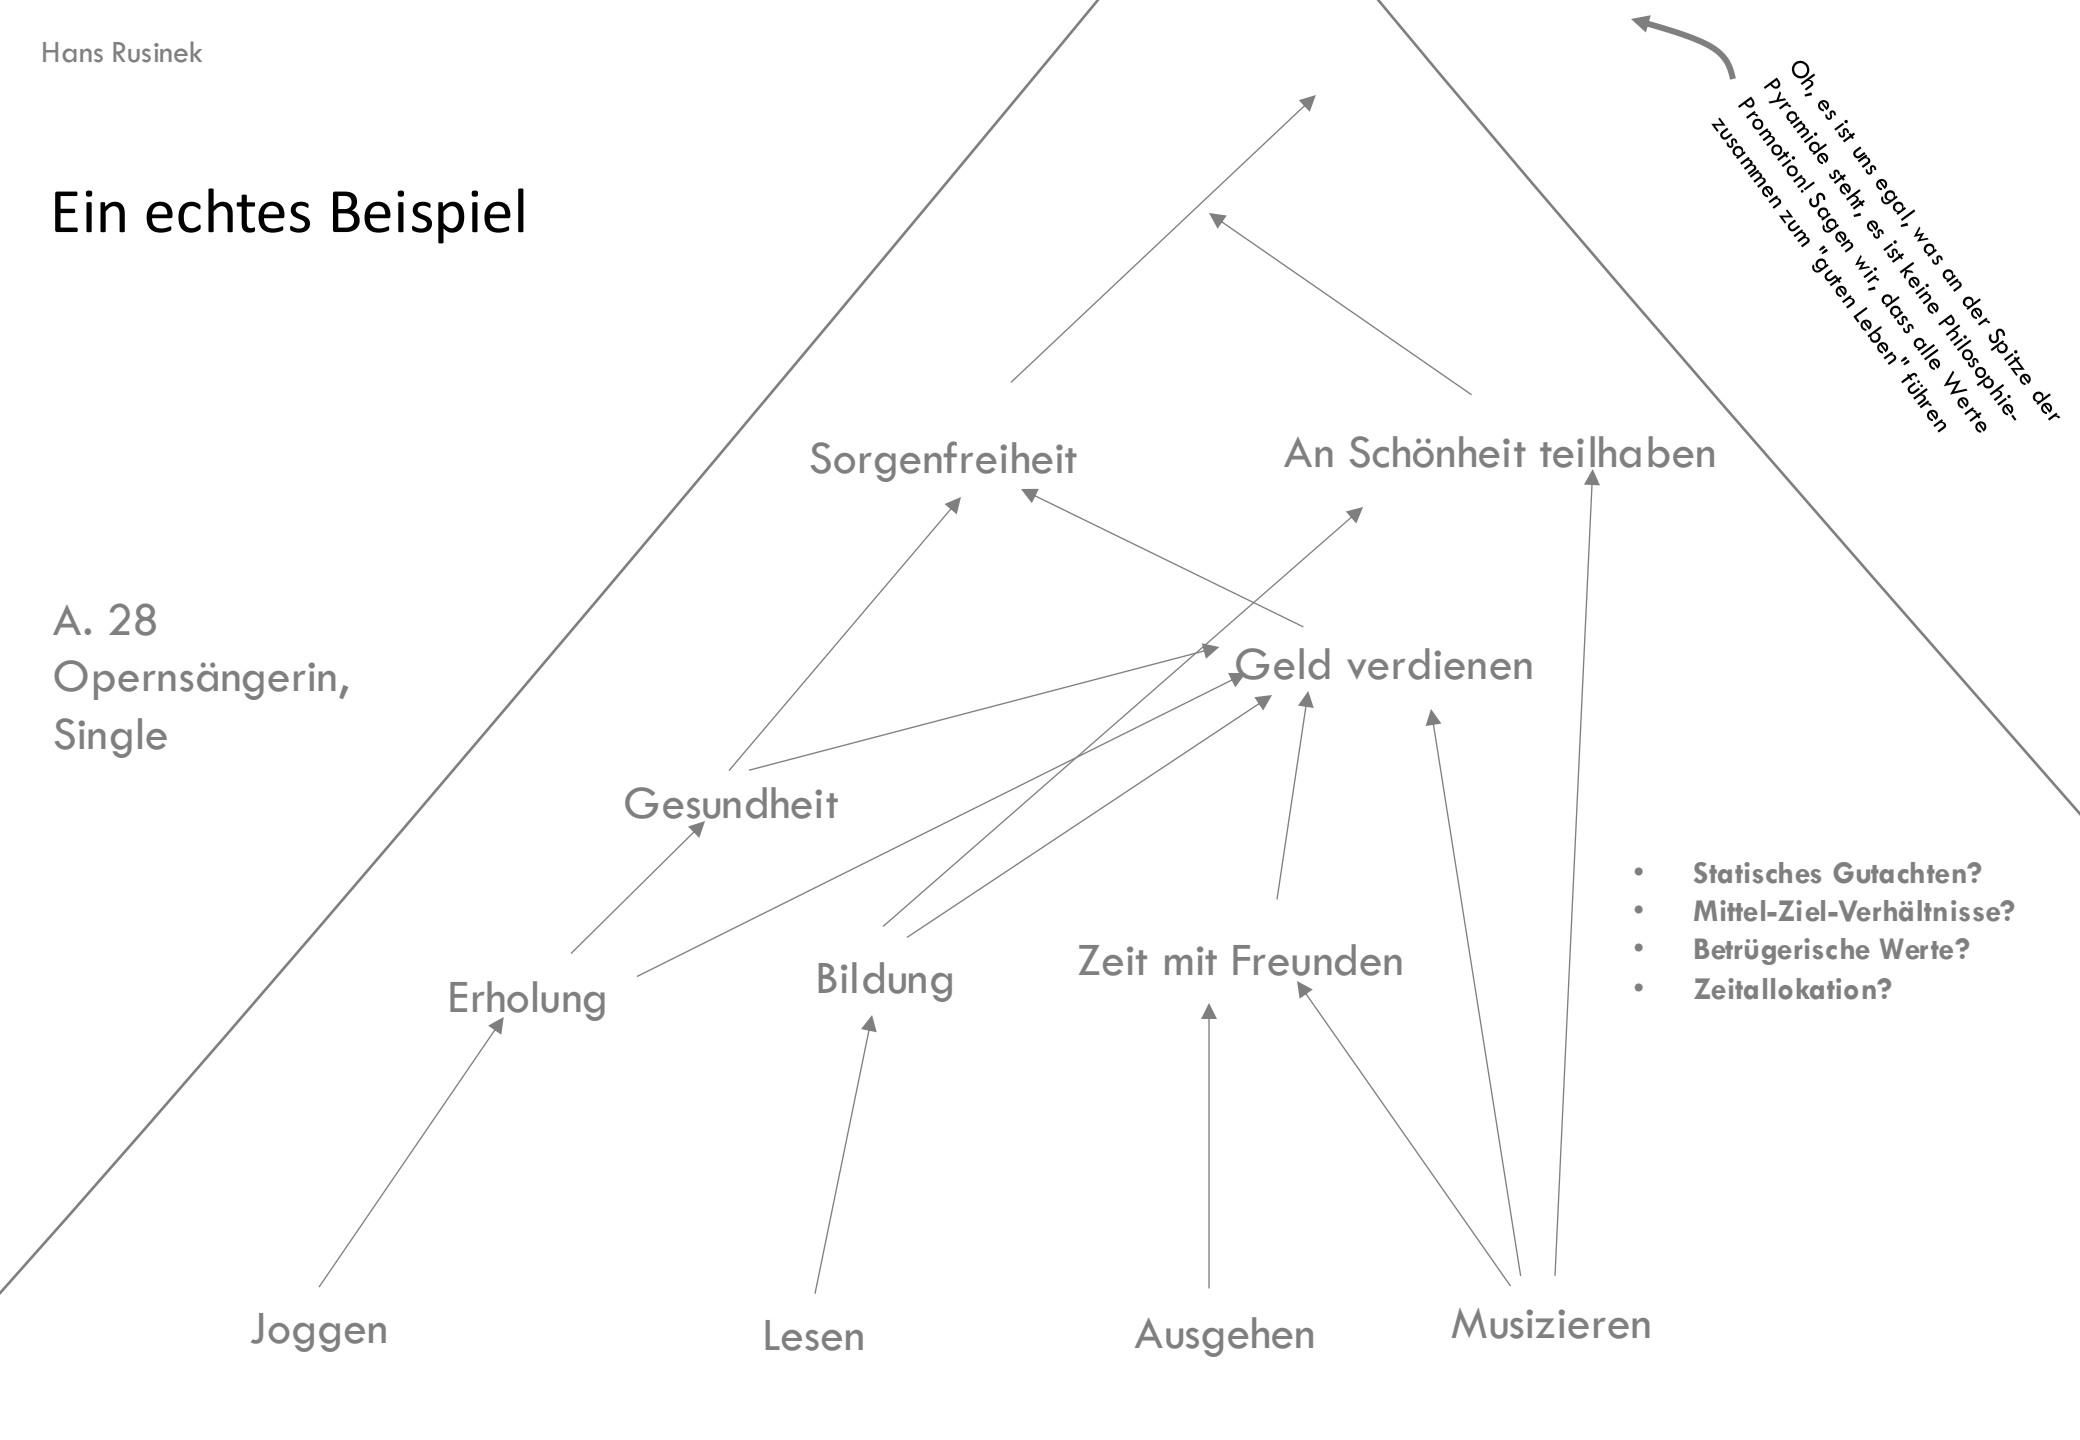 Hans Rusinek
Ein echtes Beispiel
Oh, es ist uns egal, was an der Spitze der
Pyramide steht, es ist keine Philosophie-
Promotion! Sagen wir, dass alle Werte
zusammen zum "guten Leben" führen
Sorgenfreiheit
An Schönheit teilhaben
A. 28
Opernsängerin,
Single
Geld verdienen
Gesundheit
Erholung
Bildung
Zeit mit Freunden
• Statisches Gutachten?
• Mittel-Ziel-Verhältnisse?
• Betrügerische Werte?
• Zeitallokation?
Joggen
Lesen
Ausgehen
Musizieren